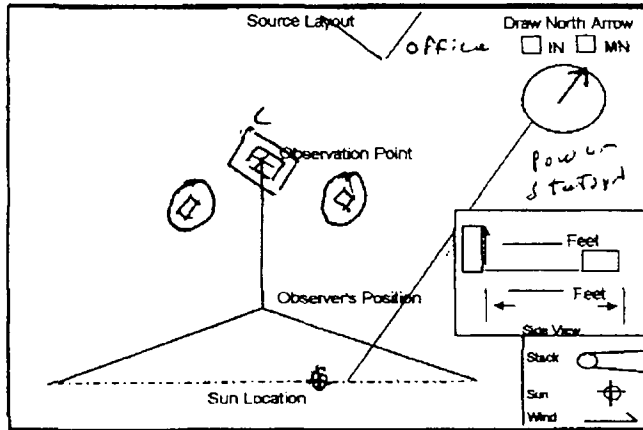 Source Layout
Draw North Arrow
office
IN MN
Observation Point
Power
Feet
Observer's Position
Feet
Side View
Stack
Sun
Sun Location
Wind